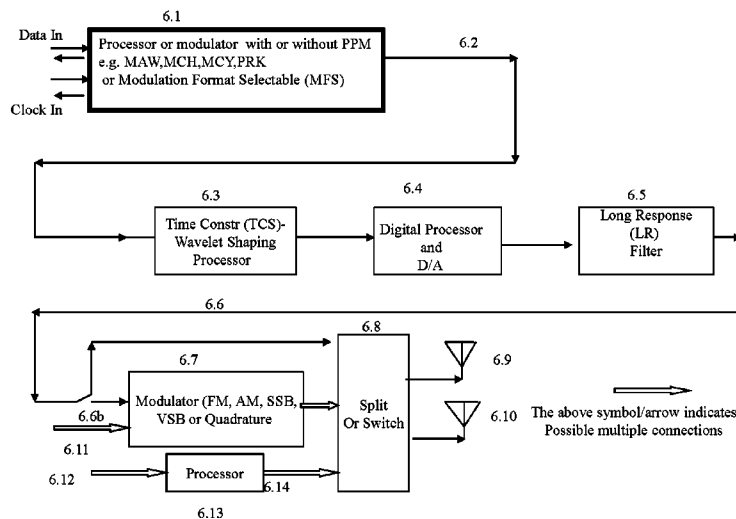 6.1
Data In
Processor or modulator with or without PPM
e.g. MAW,MCH,MCY,PRK
or Modulation Format Selectable (MFS)
6.2
Clock In
6.3
6.4
6.5
Time Constr (TCS)-
Wavelet Shaping
Processor
Digital Processor
and
D/A
Long Response
(LR)
Filter
6.6
6.8
6.7
6.9
Modulator (FM, AM, SSB,
VSB or Quadrature
6.6b
Split
Or Switch
6.10
The above symbol/arrow indicates
Possible multiple connections
6.11
6.12
Processor
6.14
6.13